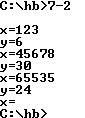 C:\hb>7-2
x=123
y=6
x=45678
y=30
x=65535
y=24
x=
C:\hb>